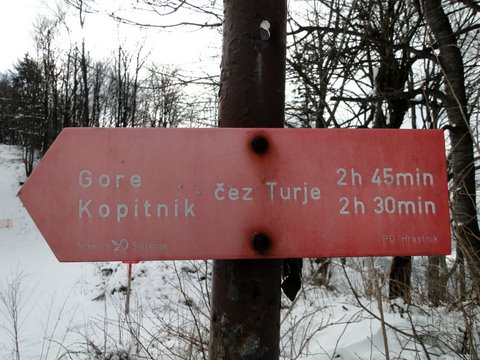 Gore čez Turje 2h 45min
Kopitnik 2h 30min
Telekom Slovenije PD Hrastnik